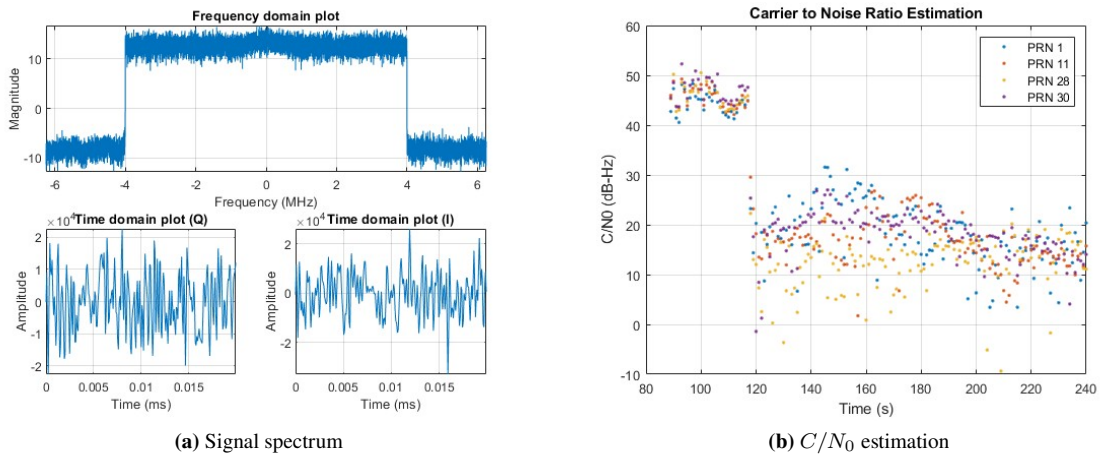 Frequency domain plot
Magnitude
10
0
-10
-6
-4
-2
0
2
4
6
Frequency (MHz)
×10^4
Time domain plot (Q)
Amplitude
2
1
0
-1
-2
0
0.005
0.01
0.015
Time (ms)
×10^4
Time domain plot (I)
Amplitude
2
0
-2
0
0.005
0.01
0.015
Time (ms)
(a) Signal spectrum
Carrier to Noise Ratio Estimation
C/N0 (dB-Hz)
60
50
40
30
20
10
0
-10
80
100
120
140
160
180
200
220
240
Time (s)
PRN 1
PRN 11
PRN 28
PRN 30
(b) C/N₀ estimation